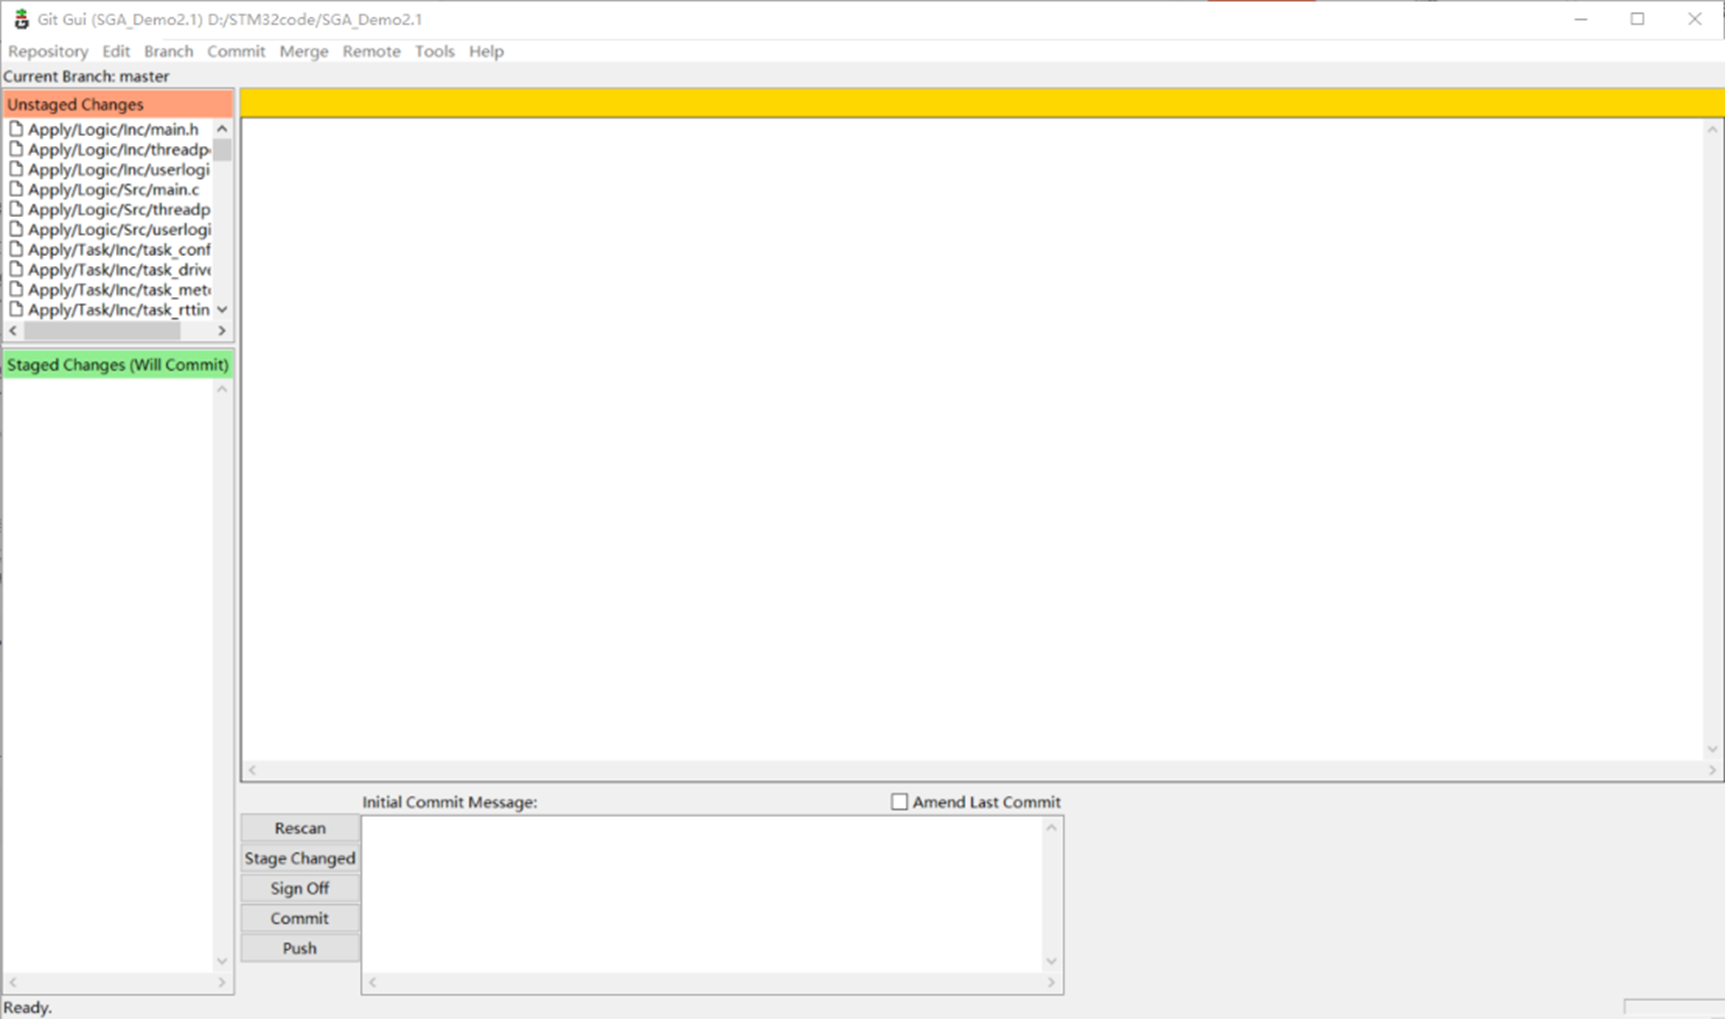 Git Gui (SGA_Demo2.1) D:/STM32code/SGA_Demo2.1
Repository Edit Branch Commit Merge Remote Tools Help
Current Branch: master
Unstaged Changes
Apply/Logic/Inc/main.h
Apply/Logic/Inc/threadp
Apply/Logic/Inc/userlogi
Apply/Logic/Src/main.c
Apply/Logic/Src/threadp
Apply/Logic/Src/userlogi
Apply/Task/Inc/task_conf
Apply/Task/Inc/task_drive
Apply/Task/Inc/task_mete
Apply/Task/Inc/task_rttin
Staged Changes (Will Commit)
Initial Commit Message:
Amend Last Commit
Rescan
Stage Changed
Sign Off
Commit
Push
Ready.